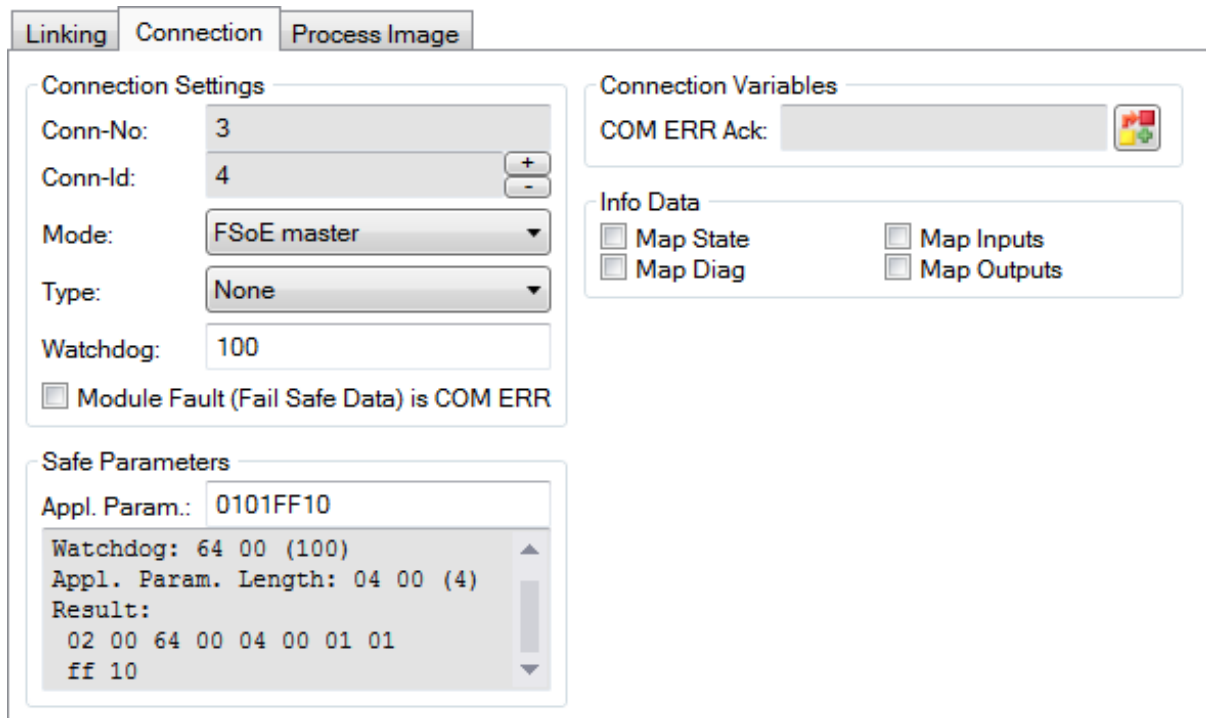 Linking Connection Process Image
Connection Settings
Conn-No: 3
Conn-Id: 4 + -
Mode: FSoE master
Type: None
Watchdog: 100
Module Fault (Fail Safe Data) is COM ERR
Safe Parameters
Appl. Param.: 0101FF10
Watchdog: 64 00 (100)
Appl. Param. Length: 04 00 (4)
Result:
02 00 64 00 04 00 01 01
ff 10
Connection Variables
COM ERR Ack:
Info Data
Map State Map Inputs
Map Diag Map Outputs